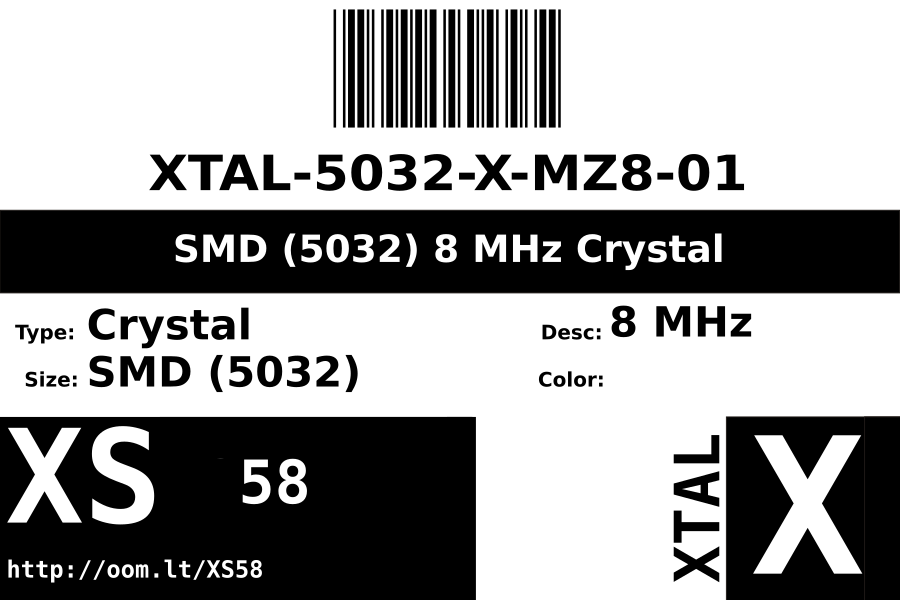 XTAL-5032-X-MZ8-01
SMD (5032) 8 MHz Crystal
Type: Crystal
Desc: 8 MHz
Size: SMD (5032)
Color:
XS 58
XTAL X
http://oom.lt/XS58